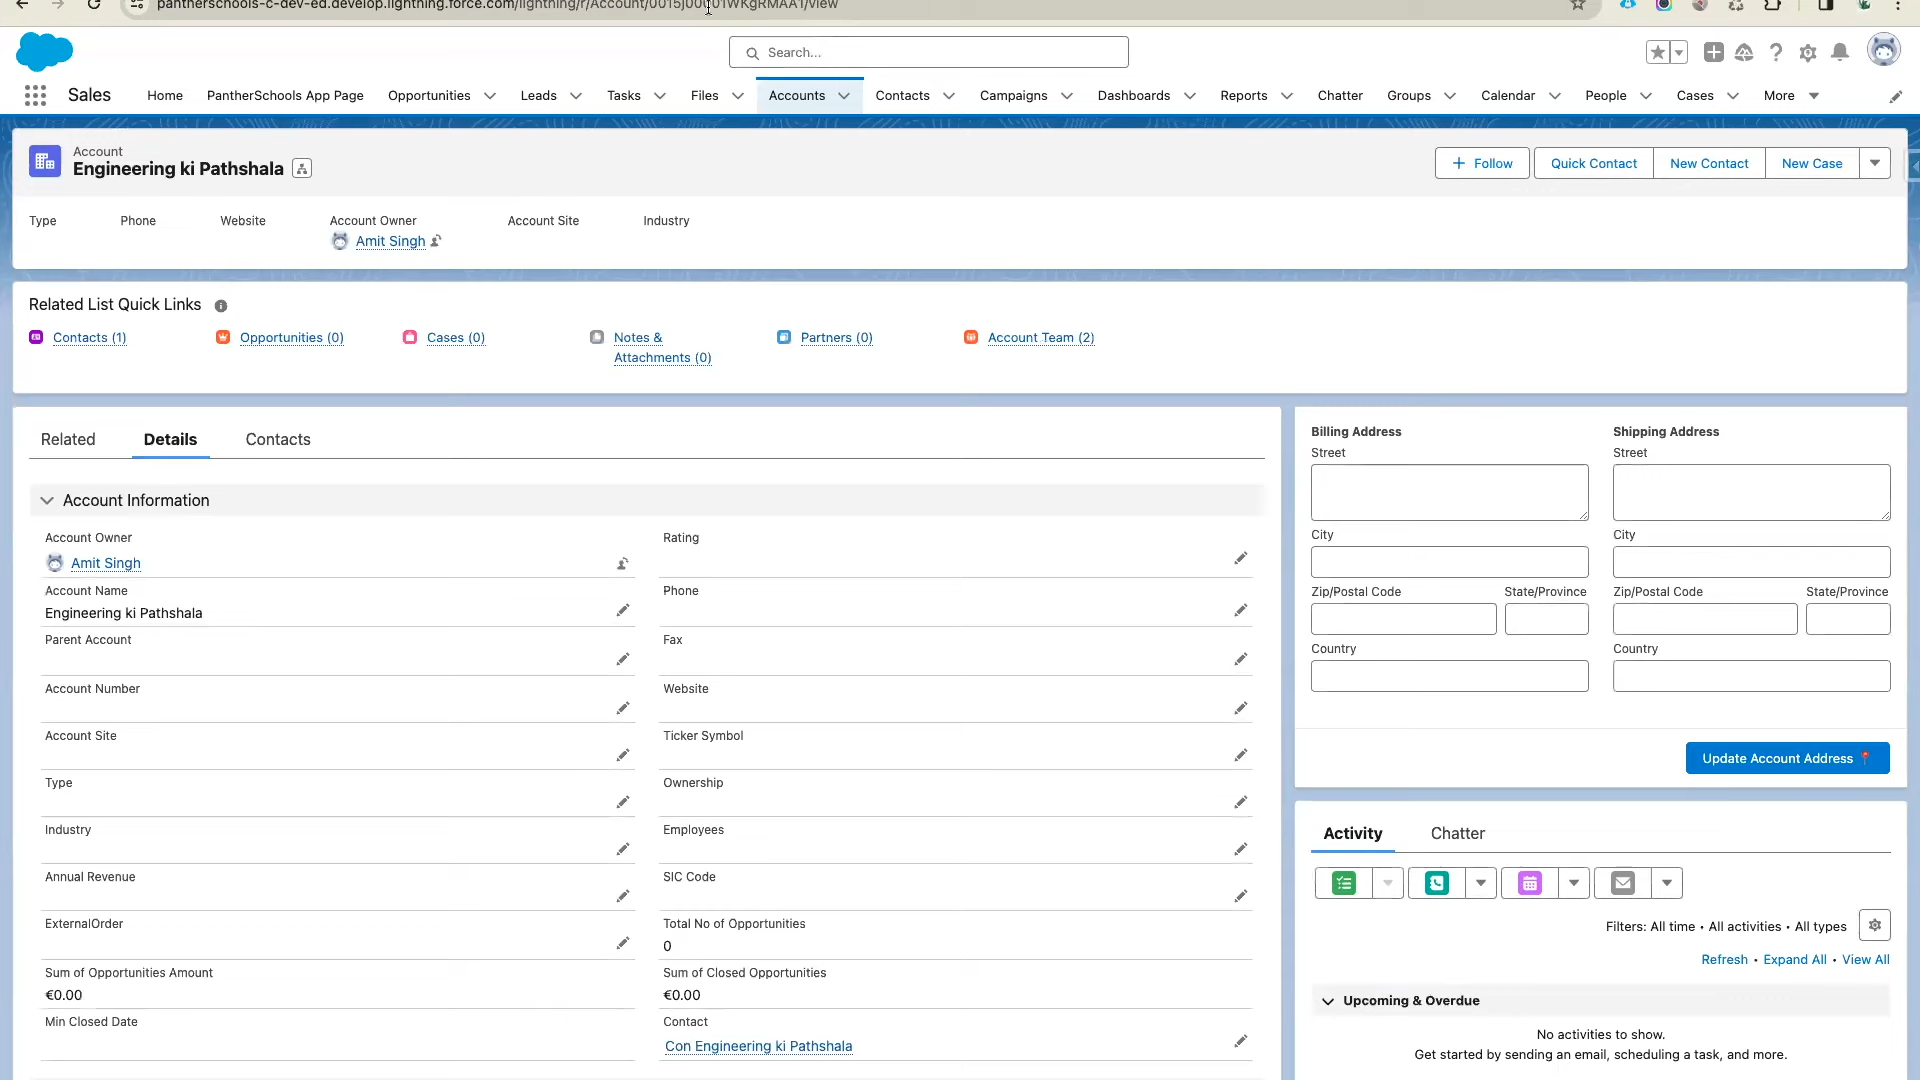 pantherschools-c-dev-ed.develop.lightning.force.com/lightning/r/Account/
Search...
Sales
Home
PantherSchools App Page
Opportunities
Leads
Tasks
Files
Accounts
Contacts
Campaigns
Dashboards
Reports
Chatter
Groups
Calendar
People
Cases
More
Account
Engineering ki Pathshala
Follow
Quick Contact
New Contact
New Case
Type
Phone
Website
Account Owner
Account Site
Industry
Amit Singh
Related List Quick Links
Contacts (1)
Opportunities (0)
Cases (0)
Notes &
Attachments (0)
Partners (0)
Account Team (2)
Related
Details
Contacts
Account Information
Account Owner
Amit Singh
Rating
Account Name
Engineering ki Pathshala
Phone
Parent Account
Fax
Account Number
Website
Account Site
Ticker Symbol
Type
Ownership
Industry
Employees
Annual Revenue
SIC Code
ExternalOrder
Total No of Opportunities
0
Sum of Opportunities Amount
€0.00
Sum of Closed Opportunities
€0.00
Min Closed Date
Contact
Con Engineering ki Pathshala
Billing Address
Street
City
Zip/Postal Code
State/Province
Country
Shipping Address
Street
City
Zip/Postal Code
State/Province
Country
Update Account Address
Activity
Chatter
Filters: All time • All activities • All types
Refresh • Expand All • View All
Upcoming & Overdue
No activities to show.
Get started by sending an email, scheduling a task, and more.